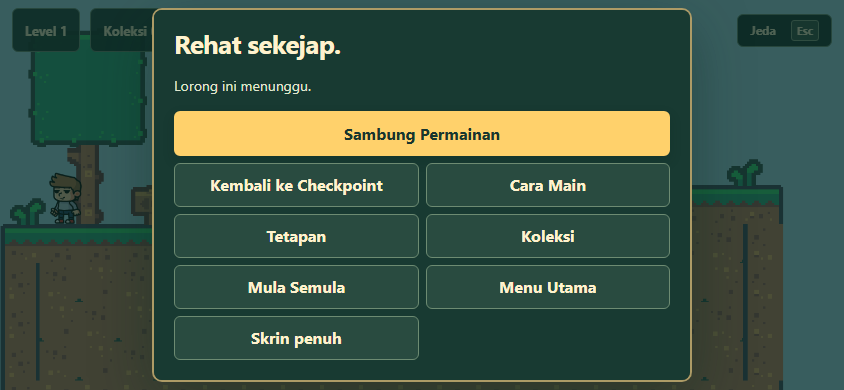 Level 1
Koleksi
Jeda
Esc
Rehat sekejap.
Lorong ini menunggu.
Sambung Permainan
Kembali ke Checkpoint
Cara Main
Tetapan
Koleksi
Mula Semula
Menu Utama
Skrin penuh